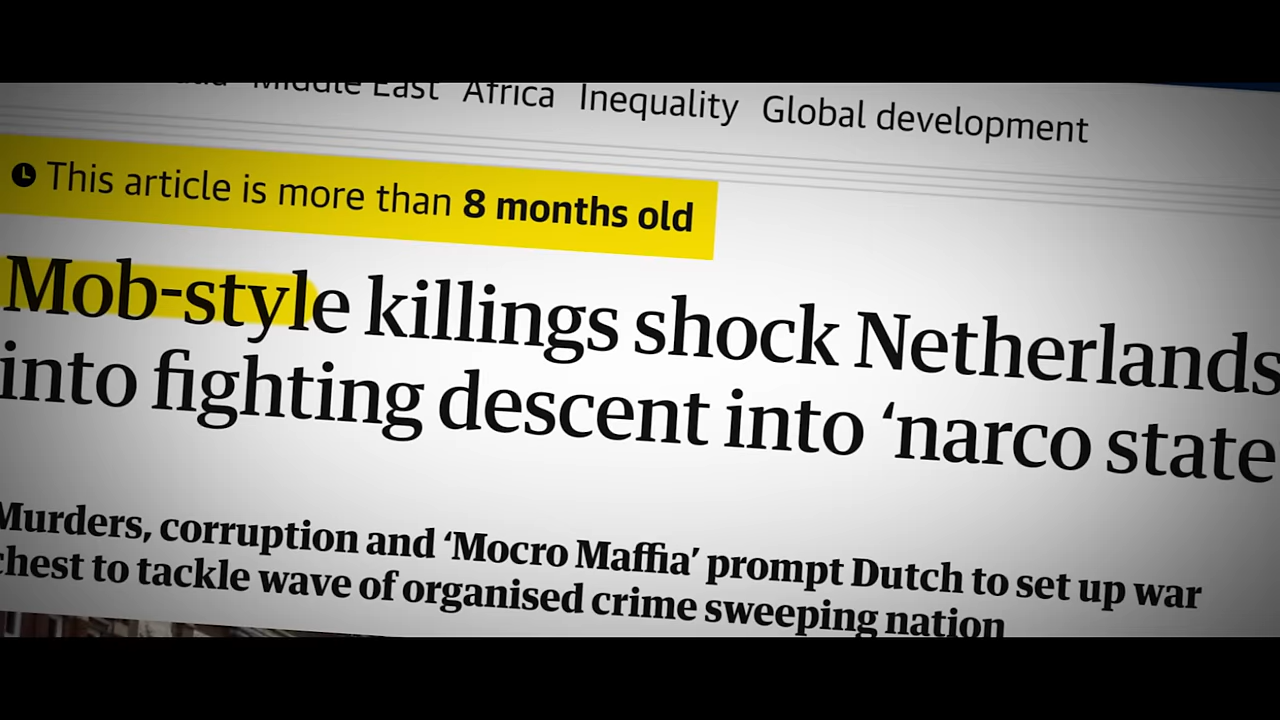 Middle East Africa Inequality Global development
This article is more than 8 months old
Mob-style killings shock Netherlands
into fighting descent into ‘narco state
Murders, corruption and ‘Mocro Maffia’ prompt Dutch to set up war
chest to tackle wave of organised crime sweeping nation